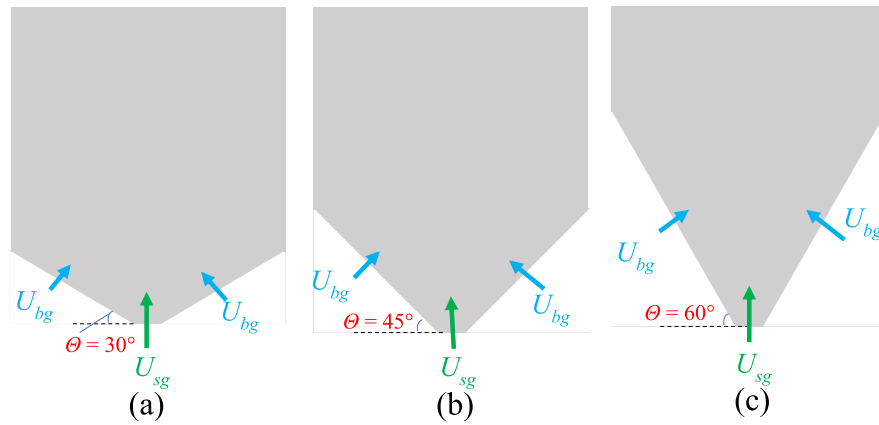 U_bg U_bg
Θ = 30°
U_sg
(a)
U_bg U_bg
Θ = 45°
U_sg
(b)
U_bg U_bg
Θ = 60°
U_sg
(c)